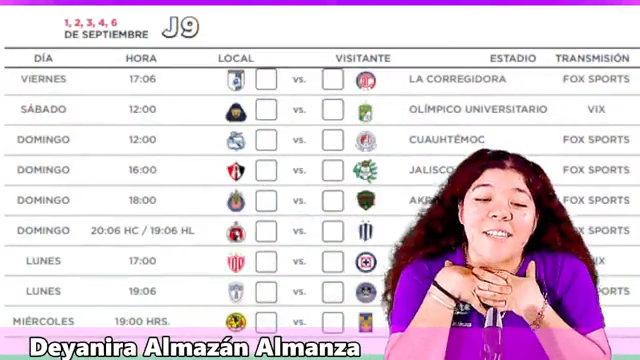 1, 2, 3, 4, 6
DE SEPTIEMBRE J9
DÍA HORA LOCAL VISITANTE ESTADIO TRANSMISIÓN
VIERNES 17:06 vs. LA CORREGIDORA FOX SPORTS
SÁBADO 12:00 vs. OLÍMPICO UNIVERSITARIO VIX
DOMINGO 12:00 vs. CUAUHTÉMOC FOX SPORTS
DOMINGO 16:00 vs. JALISCO FOX SPORTS
DOMINGO 18:00 vs. SPORTS
DOMINGO 20:06 HC / 19:06 HL vs. SPORTS
LUNES 17:00 vs.
LUNES 19:06 vs. SPORTS
MIÉRCOLES 19:00 HRS. vs.
Deyanira Almazán Almanza